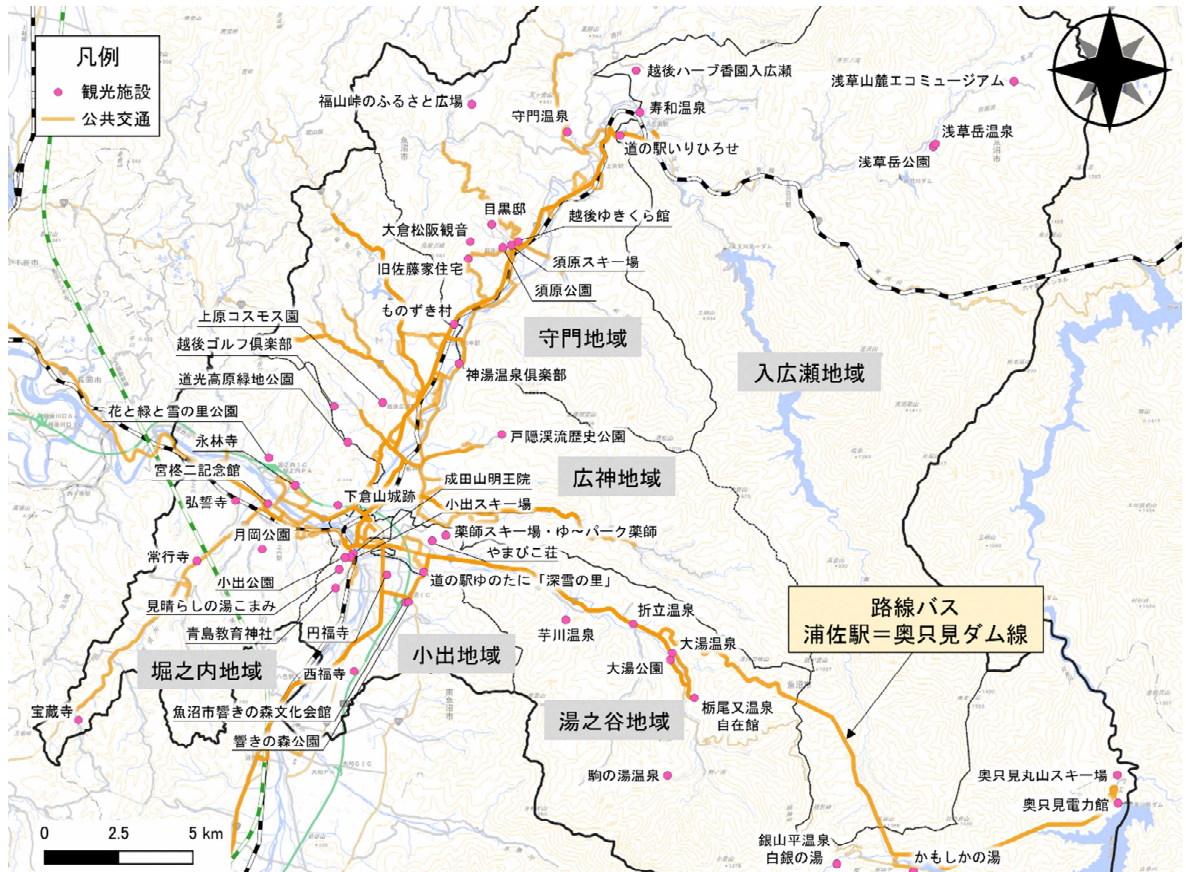 凡例
観光施設
公共交通
越後ハーブ香園入広瀬
福山峠のふるさと広場
守門温泉
寿和温泉
浅草山麓エコミュージアム
道の駅いりひろせ
浅草岳温泉
浅草岳公園
目黒邸
越後ゆきくら館
大倉松阪観音
旧佐藤家住宅
須原スキー場
須原公園
ものずき村
上原コスモス園
守門地域
越後ゴルフ倶楽部
入広瀬地域
神湯温泉倶楽部
道光高原緑地公園
花と緑と雪の里公園
戸隠渓流歴史公園
永林寺
宮柊二記念館
成田山明王院
広神地域
弘誓寺
下倉山城跡
小出スキー場
月岡公園
薬師スキー場・ゆ～パーク薬師
常行寺
やまびこ荘
小出公園
道の駅ゆのたに「深雪の里」
見晴らしの湯こまみ
折立温泉
路線バス
浦佐駅＝奥只見ダム線
青島教育神社
円福寺
芋川温泉
大湯温泉
小出地域
大湯公園
堀之内地域
西福寺
栃尾又温泉
自在館
宝蔵寺
魚沼市響きの森文化会館
湯之谷地域
響きの森公園
駒の湯温泉
奥只見丸山スキー場
奥只見電力館
銀山平温泉
白銀の湯
かもしかの湯
0 2.5 5 km